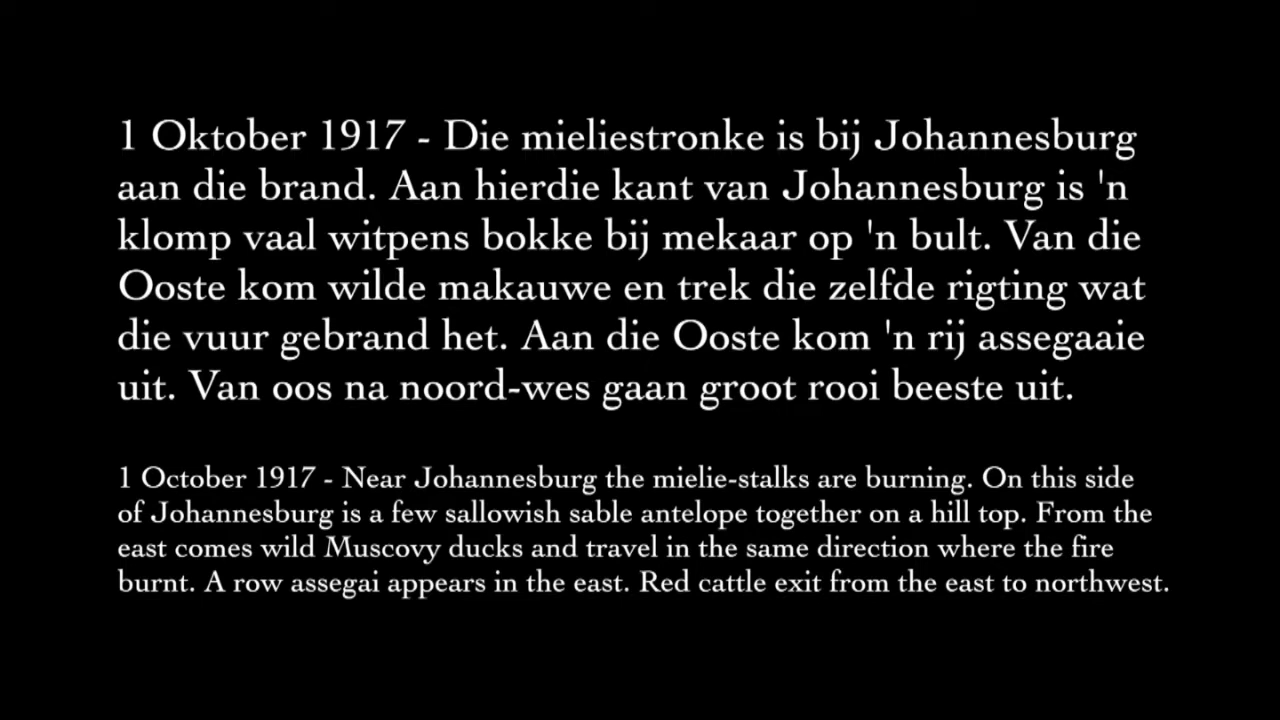 1 Oktober 1917 - Die mieliestronke is bij Johannesburg
aan die brand. Aan hierdie kant van Johannesburg is 'n
klomp vaal witpens bokke bij mekaar op 'n bult. Van die
Ooste kom wilde makauwe en trek die zelfde rigting wat
die vuur gebrand het. Aan die Ooste kom 'n rij assegaaie
uit. Van oos na noord-wes gaan groot rooi beeste uit.
1 October 1917 - Near Johannesburg the mielie-stalks are burning. On this side
of Johannesburg is a few sallowish sable antelope together on a hill top. From the
east comes wild Muscovy ducks and travel in the same direction where the fire
burnt. A row assegai appears in the east. Red cattle exit from the east to northwest.